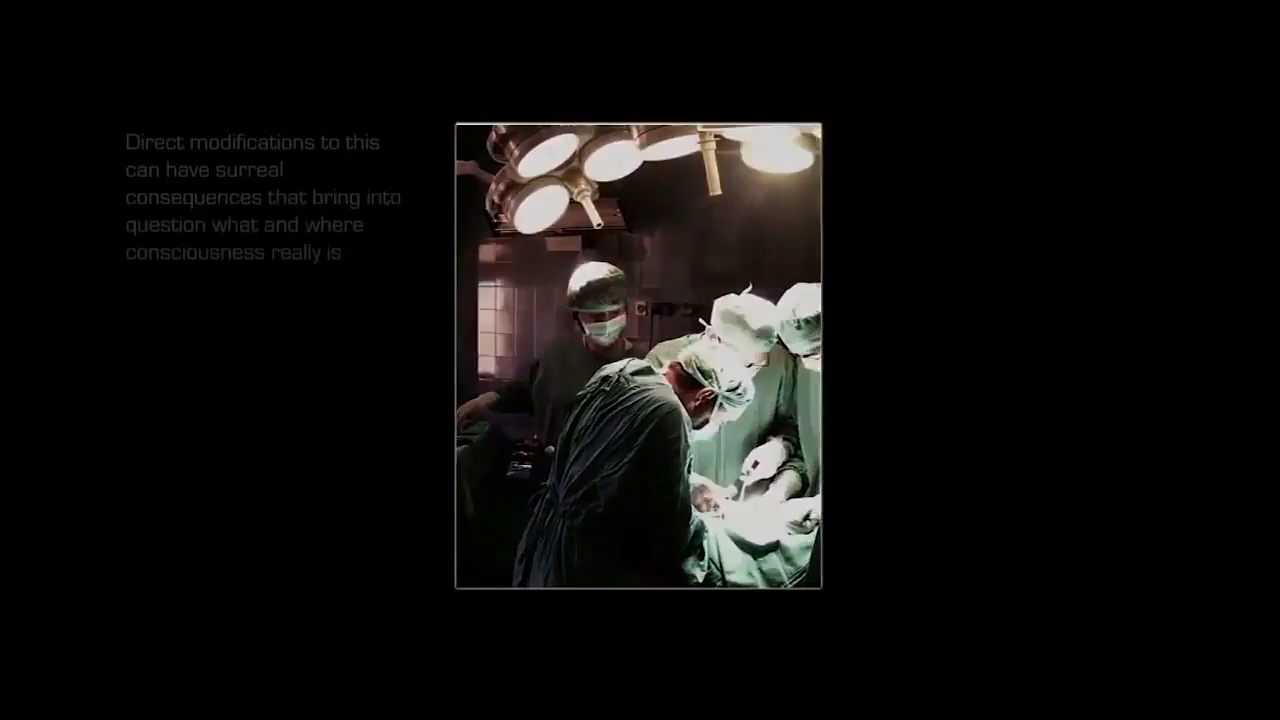 Direct modifications to this
can have surreal
consequences that bring into
question what and where
consciousness really is